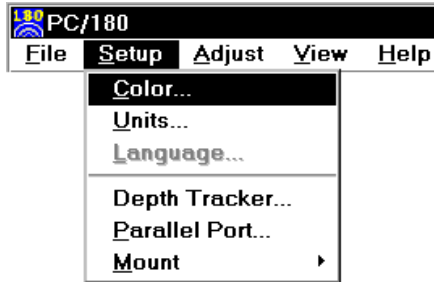 180 PC/180
File Setup Adjust View Help
Color...
Units...
Language...
Depth Tracker...
Parallel Port...
Mount